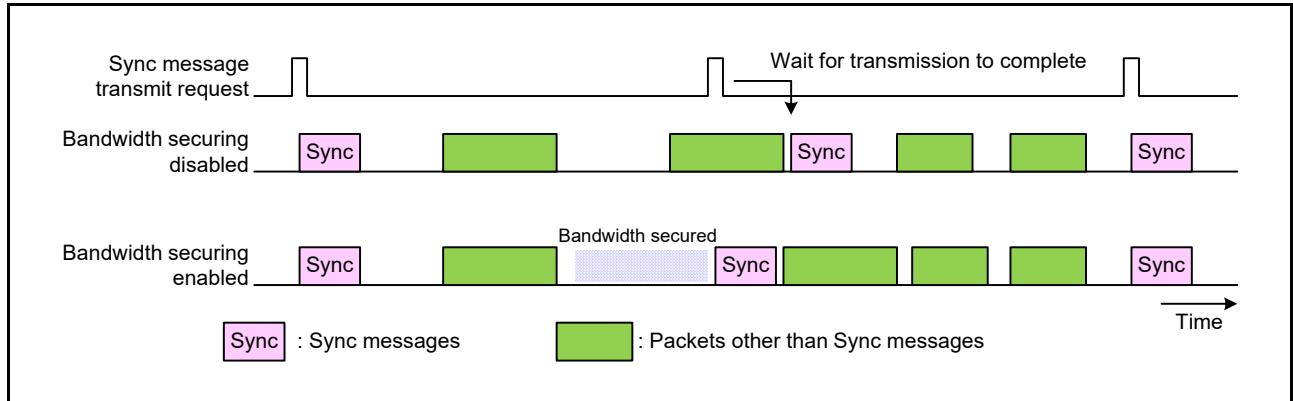 Sync message
transmit request
Wait for transmission to complete
Bandwidth securing
disabled
Sync
Sync
Sync
Bandwidth securing
enabled
Bandwidth secured
Sync
Sync
Sync
Time
Sync : Sync messages
: Packets other than Sync messages